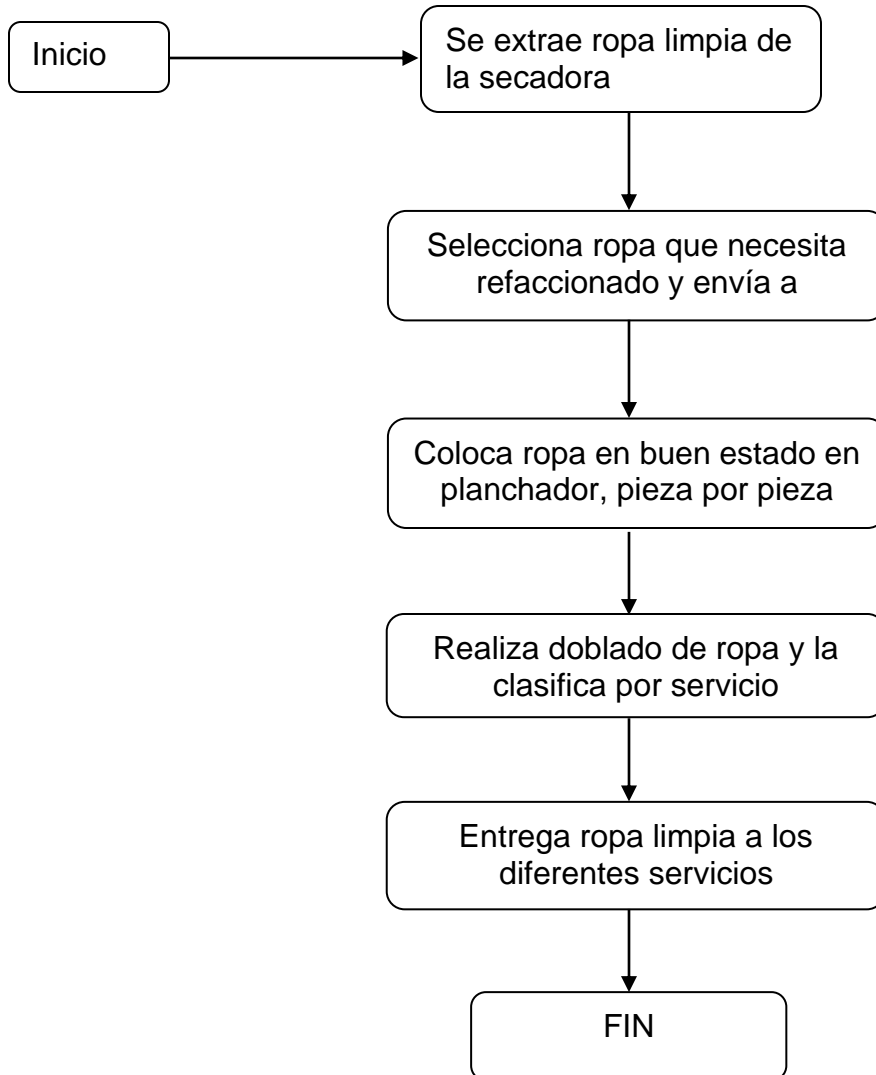 Inicio
Se extrae ropa limpia de
la secadora
Selecciona ropa que necesita
refaccionado y envía a
Coloca ropa en buen estado en
planchador, pieza por pieza
Realiza doblado de ropa y la
clasifica por servicio
Entrega ropa limpia a los
diferentes servicios
FIN